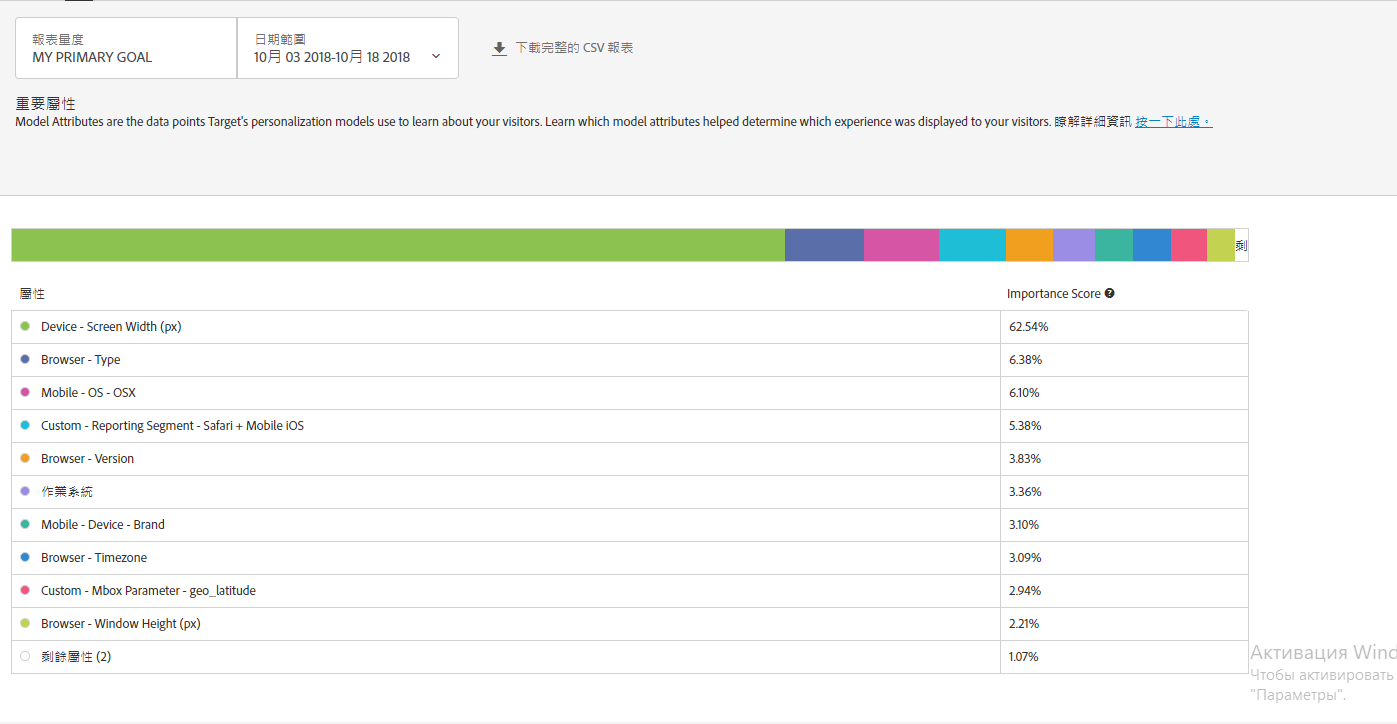 報表量度
MY PRIMARY GOAL
日期範圍
10月 03 2018-10月 18 2018
下載完整的 CSV 報表
重要屬性
Model Attributes are the data points Target's personalization models use to learn about your visitors. Learn which model attributes helped determine which experience was displayed to your visitors. 瞭解詳細資訊 按一下此處。
剩
屬性 Importance Score ?
Device - Screen Width (px) 62.54%
Browser - Type 6.38%
Mobile - OS - OSX 6.10%
Custom - Reporting Segment - Safari + Mobile iOS 5.38%
Browser - Version 3.83%
作業系統 3.36%
Mobile - Device - Brand 3.10%
Browser - Timezone 3.09%
Custom - Mbox Parameter - geo_latitude 2.94%
Browser - Window Height (px) 2.21%
剩餘屬性 (2) 1.07%
Активация Wind
Чтобы активировать
"Параметры".